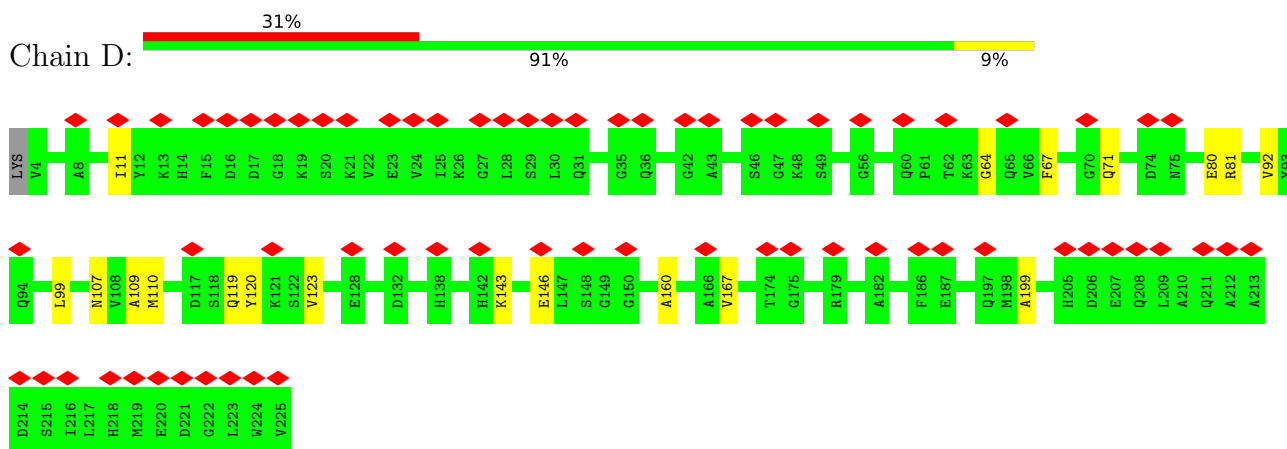 31%
Chain D:
91% 9%
LYS V4 A8 I11 Y12 K13 H14 F15 D16 D17 G18 K19 S20 K21 V22 E23 V24 I25 K26 G27 L28 S29 L30 Q31 G35 Q36 G42 A43 S46 G47 K48 S49 G56 Q60 P61 T62 K63 G64 Q65 V66 F67 G70 Q71 D74 N75 E80 R81 V92 Y93
Q94 L99 N107 V108 A109 M110 D117 S118 Q119 Y120 K121 S122 V123 E128 D132 H138 H142 K143 E146 L147 S148 G149 G150 A160 A166 V167 T174 G175 R179 A182 F186 E187 Q197 M198 A199 H205 D206 E207 Q208 L209 A210 Q211 A212 A213
D214 S215 I216 L217 H218 M219 E220 D221 G222 L223 W224 V225